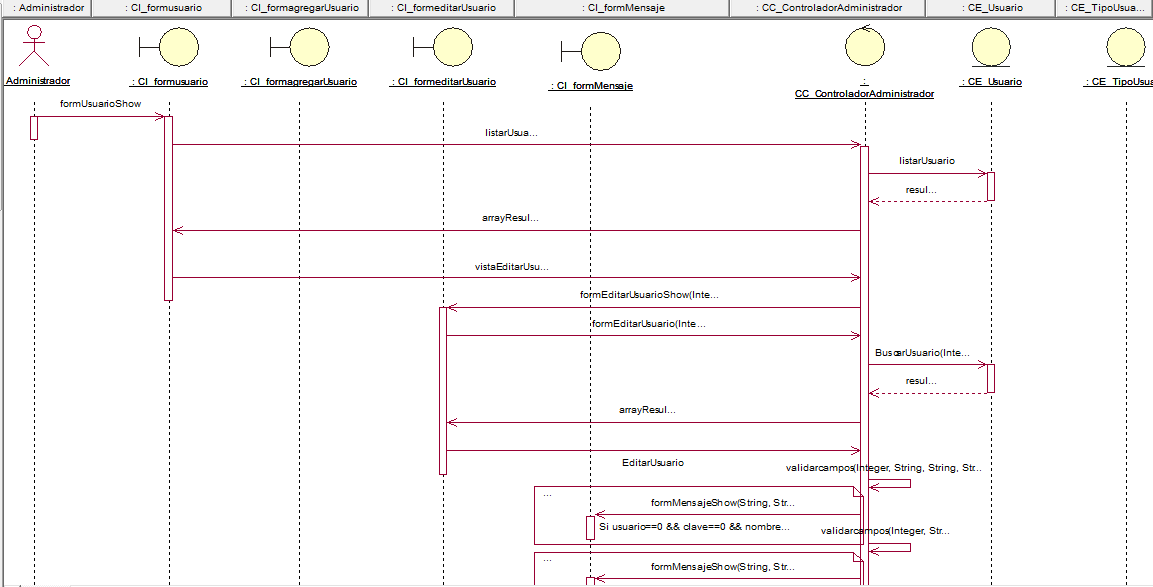 : Administrador
: CI_formusuario
: CI_formagregarUsuario
: CI_formeditarUsuario
: CI_formMensaje
: CC_ControladorAdministrador
: CE_Usuario
: CE_TipoUsua...
Administrador
: CI_formusuario
: CI_formagregarUsuario
: CI_formeditarUsuario
: CI_formMensaje
:
CC_ControladorAdministrador
: CE_Usuario
: CE_TipoUsua
formUsuarioShow
listarUsua...
listarUsuario
resul...
arrayResul...
vistaEditarUsu...
formEditarUsuarioShow(Inte...
formEditarUsuario(Inte...
BuscarUsuario(Inte...
resul...
arrayResul...
EditarUsuario
validarcampos(Integer, String, String, Str...
...
formMensajeShow(String, Str...
Si usuario==0 && clave==0 && nombre...
validarcampos(Integer, Str...
...
formMensajeShow(String, Str...